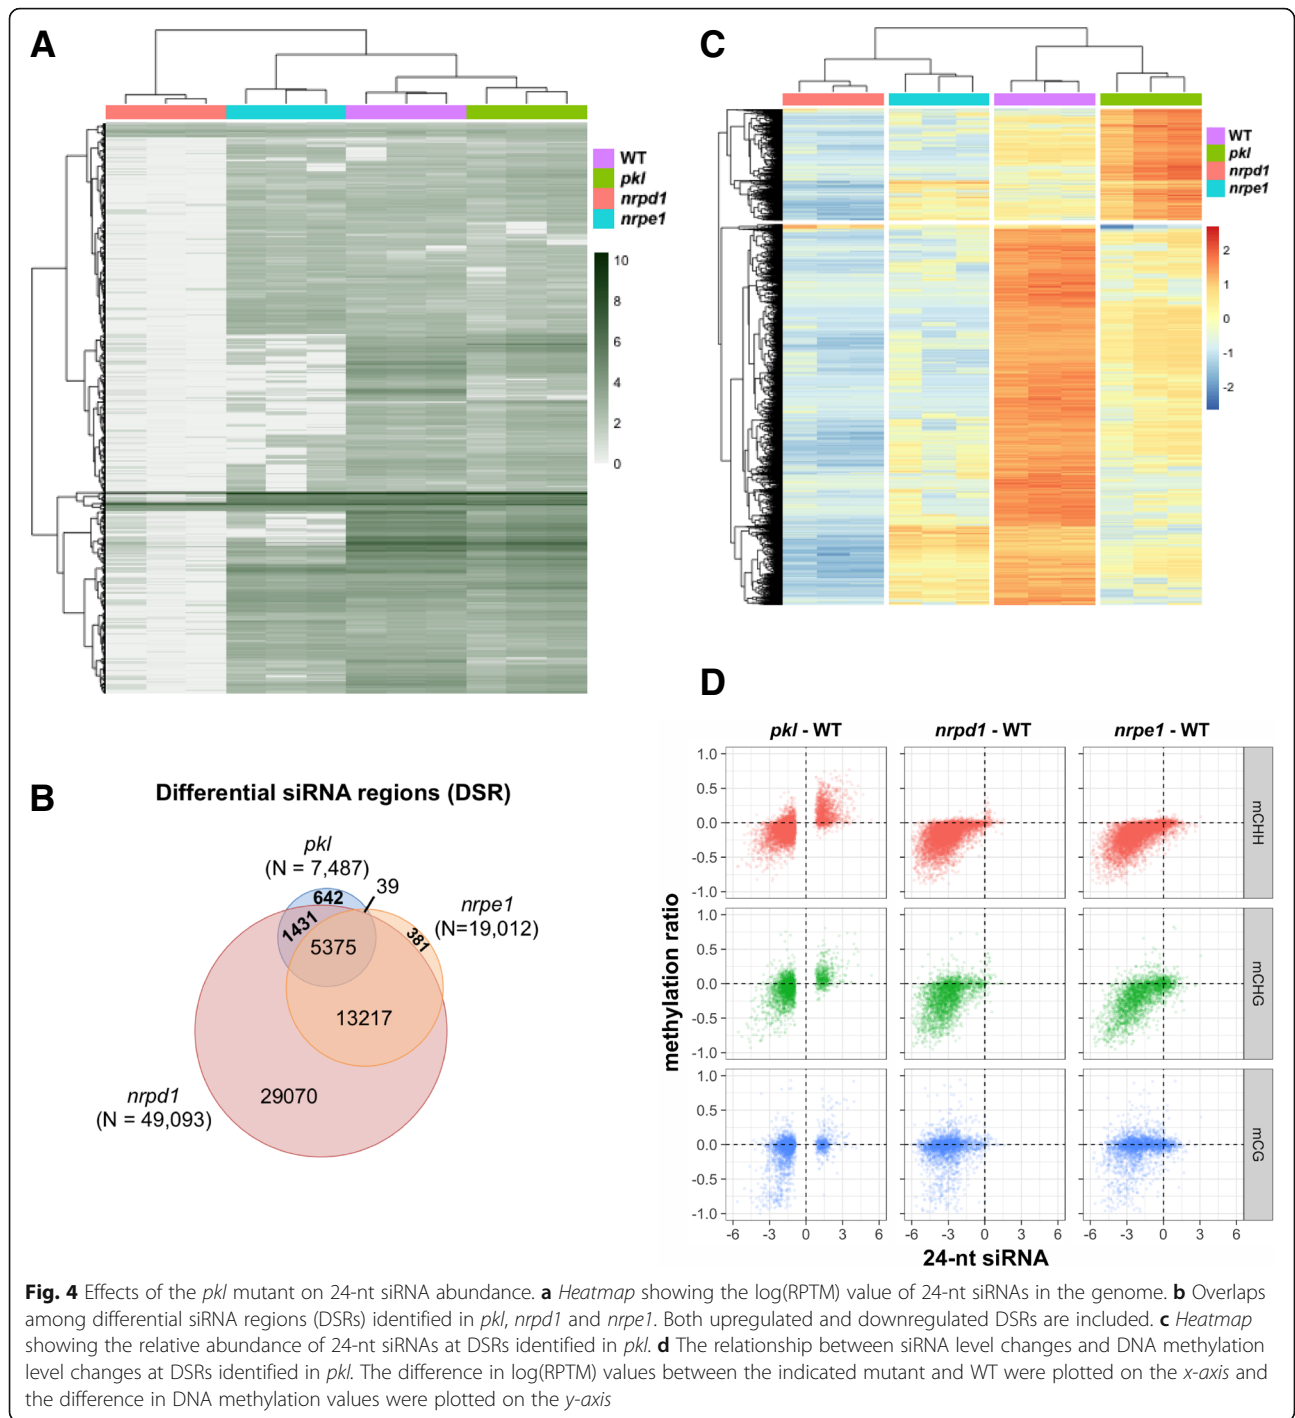 A
WT
pkl
nrpd1
nrpe1
10
8
6
4
2
0
C
WT
pkl
nrpd1
nrpe1
2
1
0
-1
-2
B
Differential siRNA regions (DSR)
pkl
(N = 7,487)
39
nrpe1
(N=19,012)
642
1431
381
5375
13217
nrpd1
(N = 49,093)
29070
D
pkl - WT nrpd1 - WT nrpe1 - WT
methylation ratio
1.0
0.5
0.0
-0.5
-1.0
mCHH
1.0
0.5
0.0
-0.5
-1.0
mCHG
1.0
0.5
0.0
-0.5
-1.0
mCG
-6 -3 0 3 6 -6 -3 0 3 6 -6 -3 0 3 6
24-nt siRNA
Fig. 4 Effects of the pkl mutant on 24-nt siRNA abundance. a Heatmap showing the log(RPTM) value of 24-nt siRNAs in the genome. b Overlaps
among differential siRNA regions (DSRs) identified in pkl, nrpd1 and nrpe1. Both upregulated and downregulated DSRs are included. c Heatmap
showing the relative abundance of 24-nt siRNAs at DSRs identified in pkl. d The relationship between siRNA level changes and DNA methylation
level changes at DSRs identified in pkl. The difference in log(RPTM) values between the indicated mutant and WT were plotted on the x-axis and
the difference in DNA methylation values were plotted on the y-axis